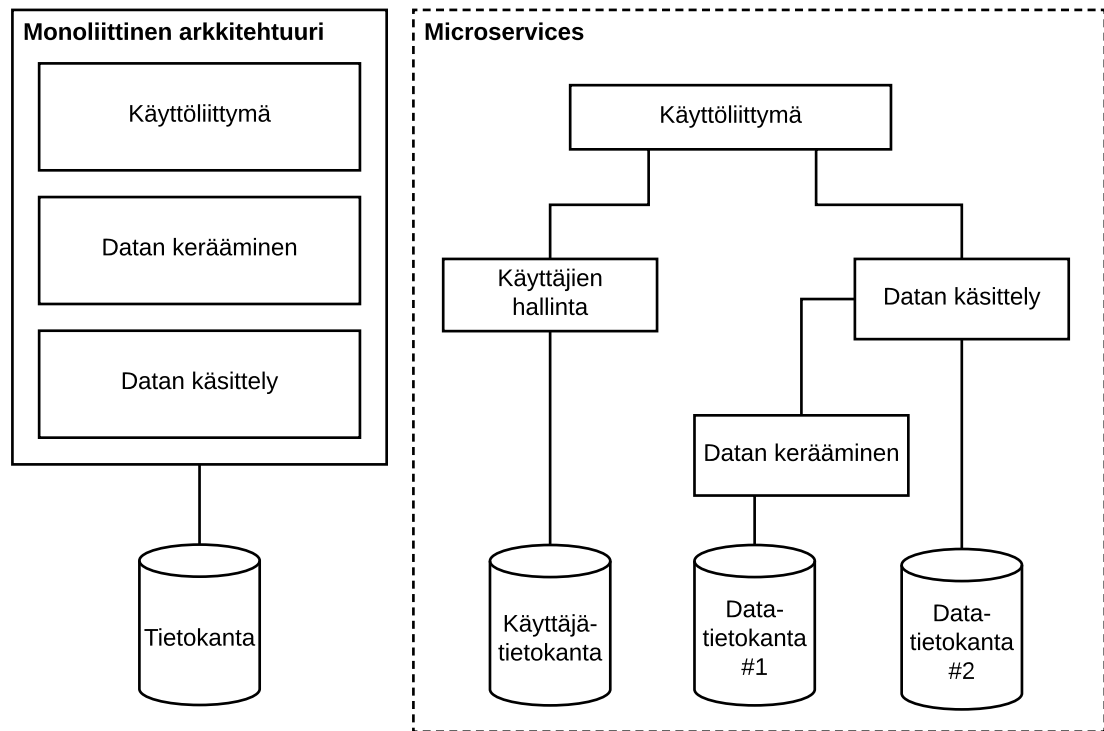 Monoliittinen arkkitehtuuri
Käyttöliittymä
Datan kerääminen
Datan käsittely
Tietokanta
Microservices
Käyttöliittymä
Käyttäjien
hallinta
Datan käsittely
Datan kerääminen
Käyttäjä-
tietokanta
Data-
tietokanta
#1
Data-
tietokanta
#2